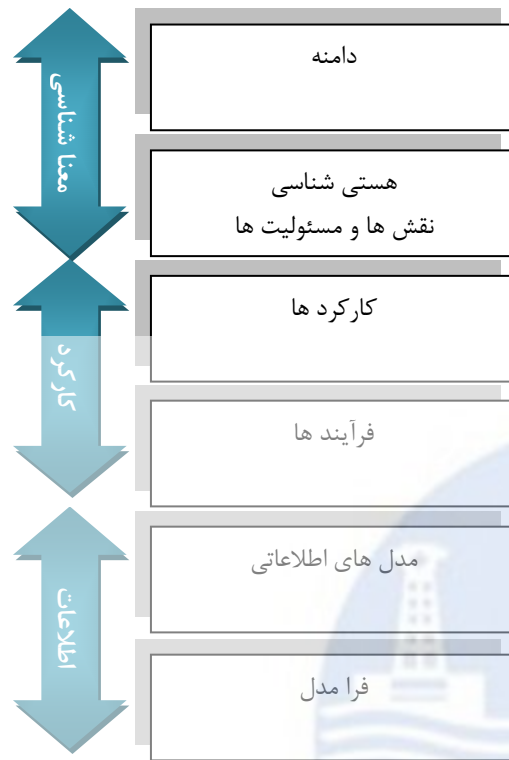 معنا شناسی
دامنه
هستی شناسی
نقش ها و مسئولیت ها
کارکرد
کارکرد ها
فرآیند ها
اطلاعات
مدل های اطلاعاتی
فرا مدل